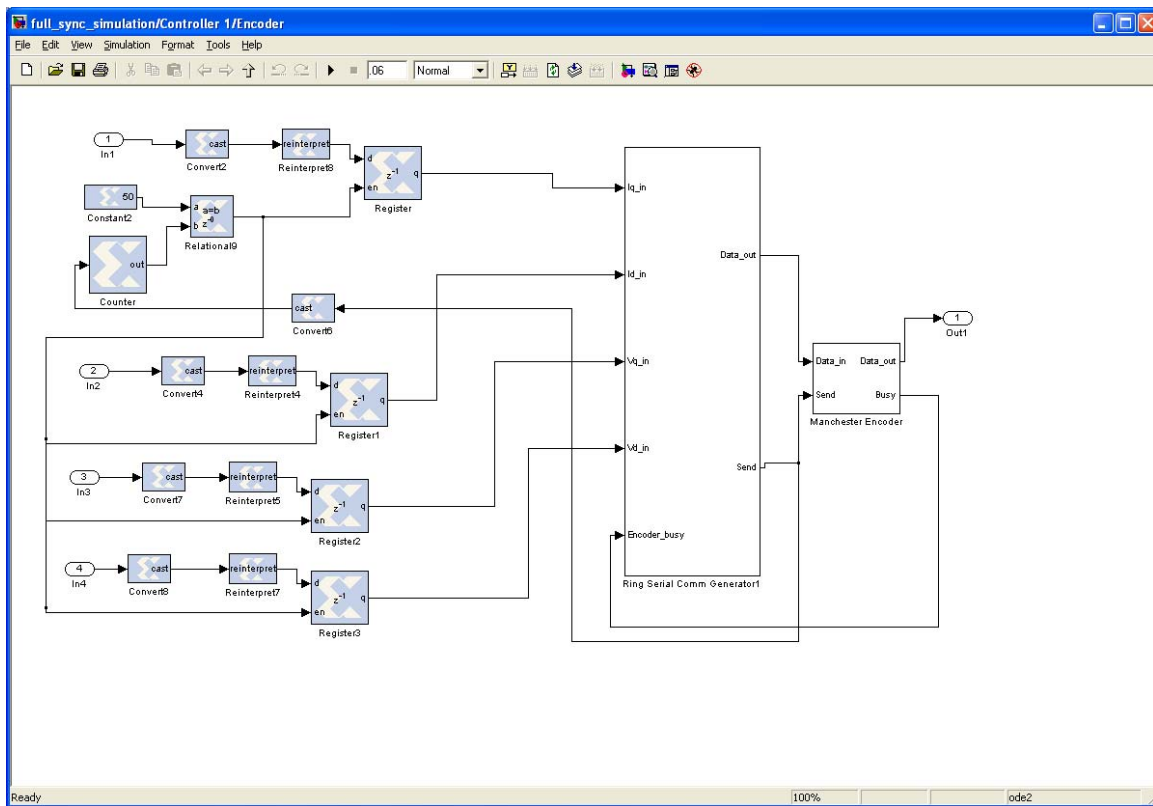 full_sync_simulation/Controller 1/Encoder
File Edit View Simulation Format Tools Help
.06 Normal
1
In1
cast
Convert2
reinterpret
Reinterpret8
d
en
z-1
q
Register
50
Constant2
a
b
a=b
z-0
Relational9
out
Counter
cast
Convert6
2
In2
cast
Convert4
reinterpret
Reinterpret4
d
en
z-1
q
Register1
3
In3
cast
Convert7
reinterpret
Reinterpret5
d
en
z-1
q
Register2
4
In4
cast
Convert8
reinterpret
Reinterpret7
d
en
z-1
q
Register3
Iq_in
Id_in
Vq_in
Vd_in
Encoder_busy
Data_out
Send
Ring Serial Comm Generator1
Data_in
Send
Data_out
Busy
Manchester Encoder
1
Out1
Ready 100% ode2